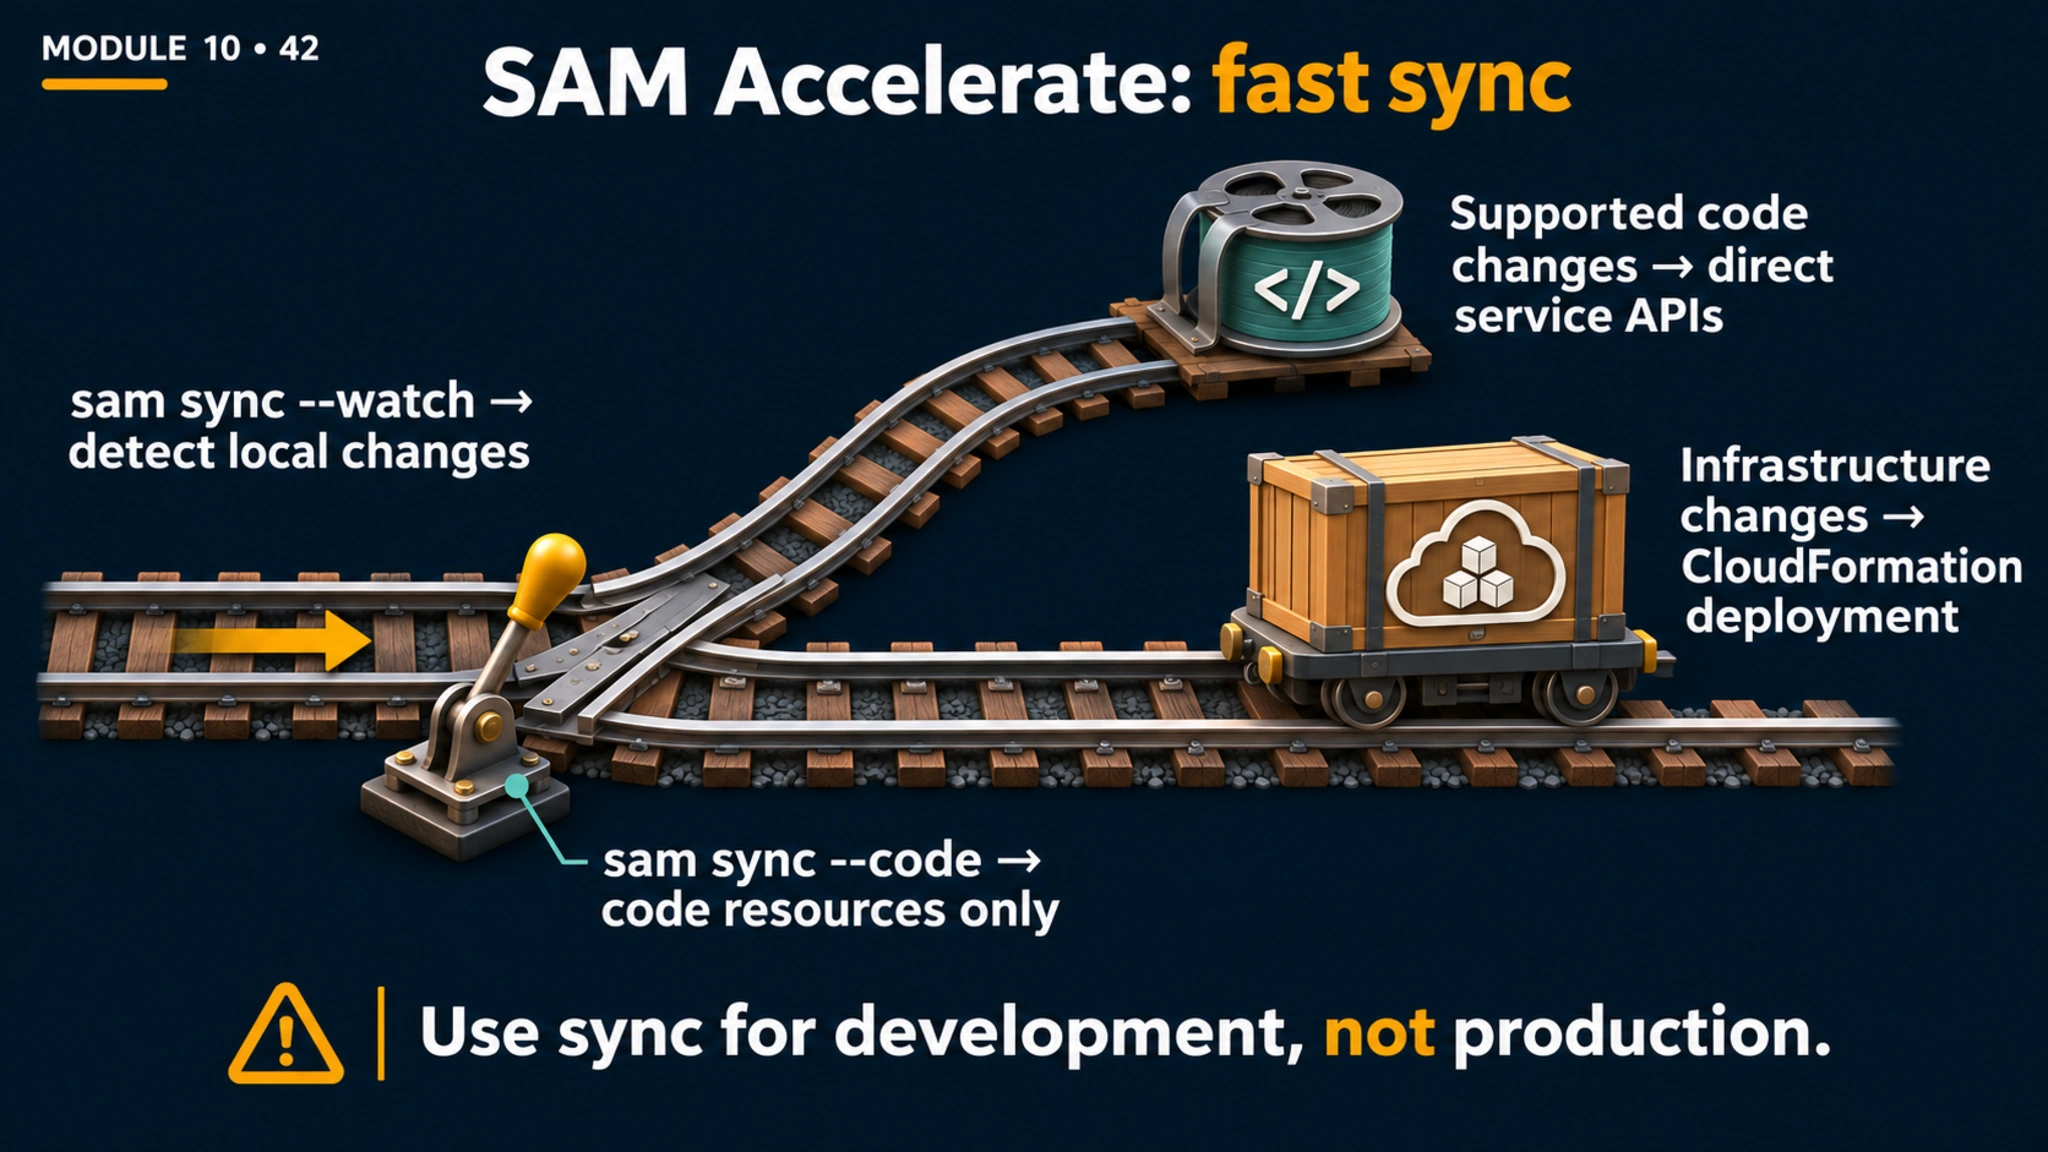 MODULE 10 • 42
SAM Accelerate: fast sync
Supported code
changes → direct
service APIs
sam sync --watch →
detect local changes
</>
Infrastructure
changes →
CloudFormation
deployment
sam sync --code →
code resources only
Use sync for development, not production.